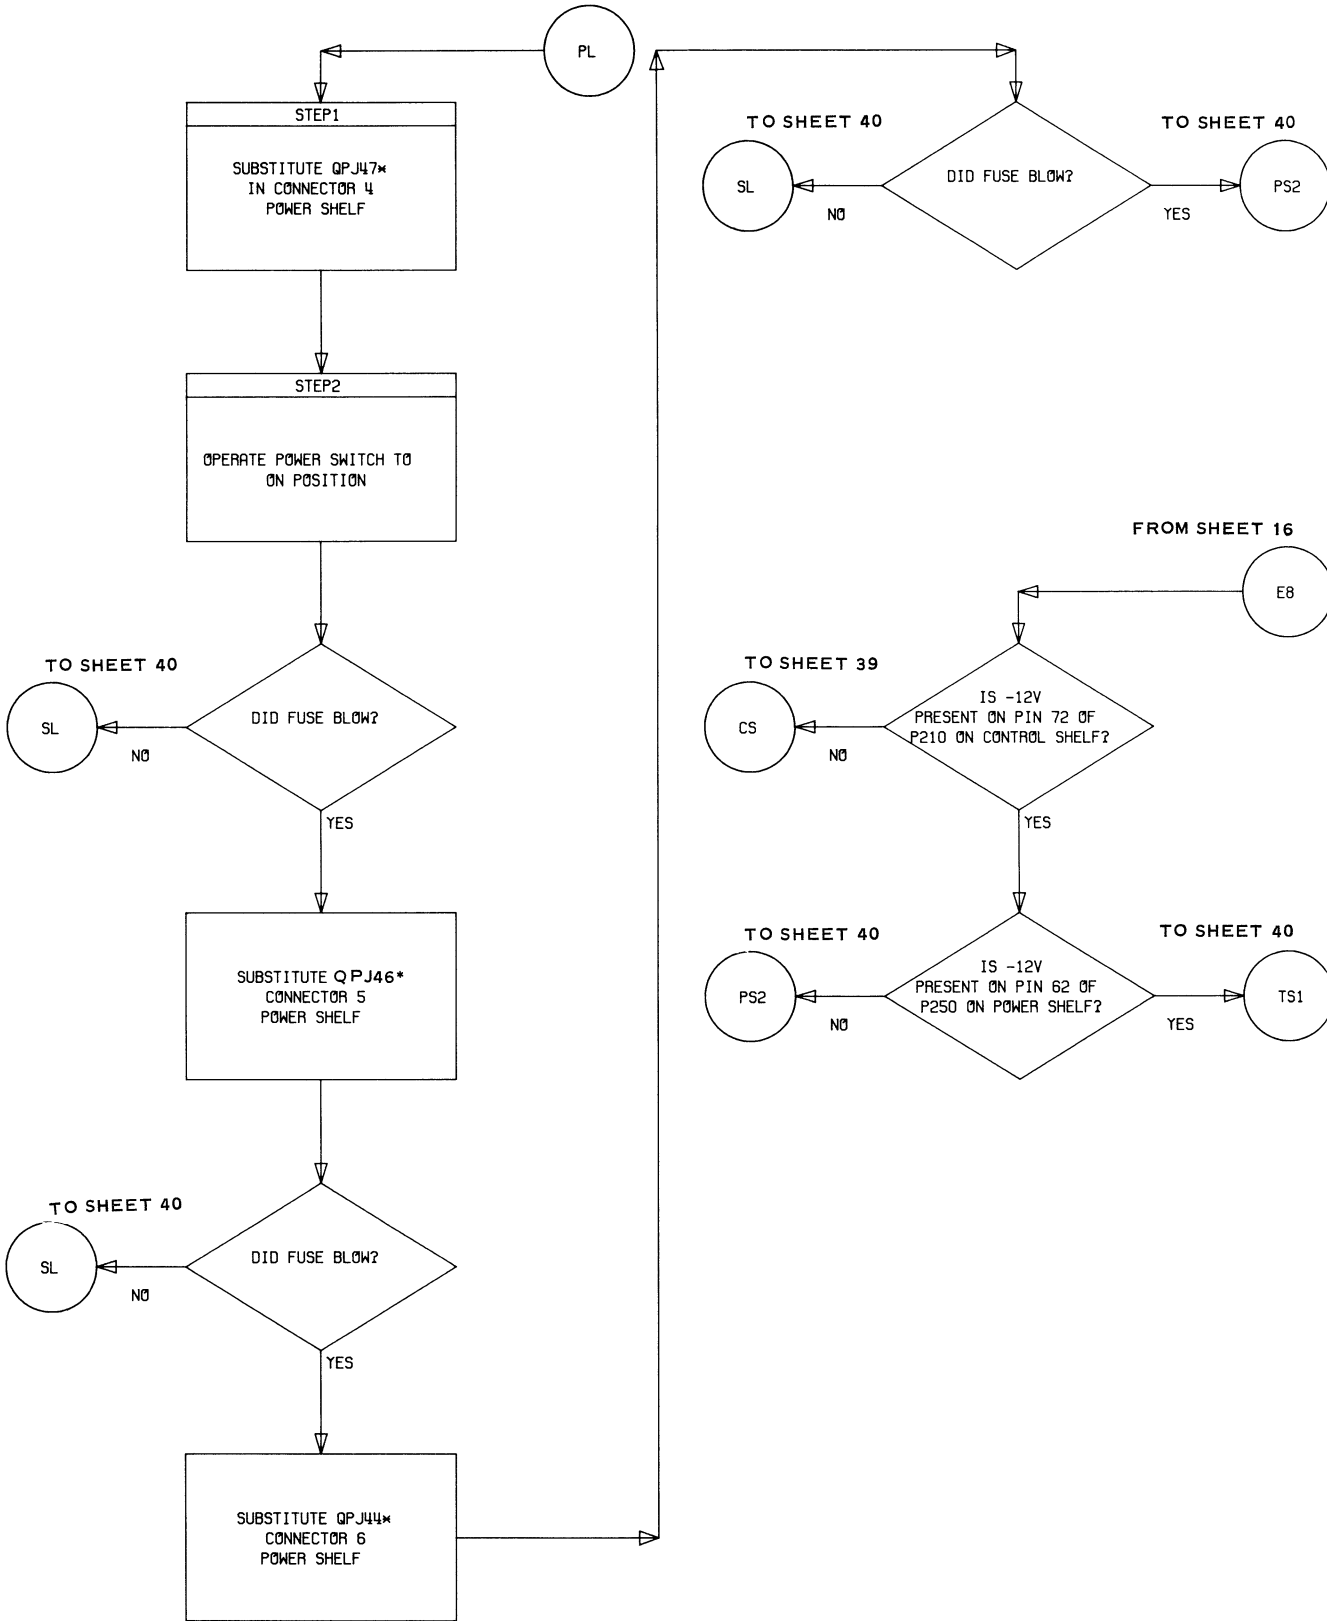 PL
STEP1
SUBSTITUTE QPJ47*
IN CONNECTOR 4
POWER SHELF
STEP2
OPERATE POWER SWITCH TO
ON POSITION
TO SHEET 40
SL
NO
DID FUSE BLOW?
YES
SUBSTITUTE QPJ46*
CONNECTOR 5
POWER SHELF
TO SHEET 40
SL
NO
DID FUSE BLOW?
YES
SUBSTITUTE QPJ44*
CONNECTOR 6
POWER SHELF
TO SHEET 40
SL
NO
DID FUSE BLOW?
YES
TO SHEET 40
PS2
FROM SHEET 16
E8
TO SHEET 39
CS
NO
IS -12V
PRESENT ON PIN 72 OF
P210 ON CONTROL SHELF?
YES
TO SHEET 40
PS2
NO
IS -12V
PRESENT ON PIN 62 OF
P250 ON POWER SHELF?
YES
TO SHEET 40
TS1